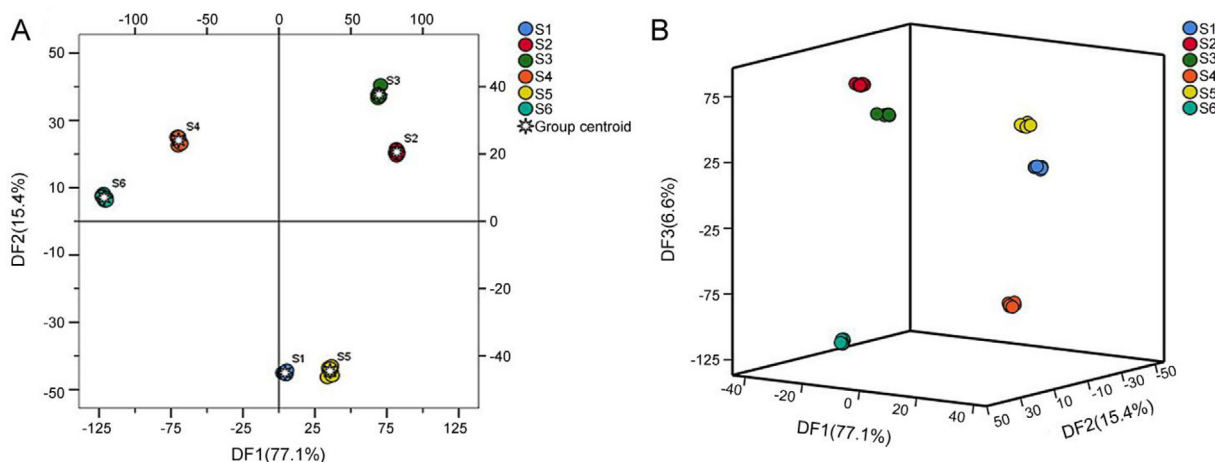 A
-100 -50 0 50 100
50
30
10
-10
-30
-50
40
20
0
-20
-40
-125 -75 -25 25 75 125
DF2(15.4%)
DF1(77.1%)
S3
S4
S2
S6
S1
S5
S1
S2
S3
S4
S5
S6
Group centroid
B
75
25
-25
-75
-125
DF3(6.6%)
-40 -20 0 20 40
DF1(77.1%)
50 30 10 -10 -30 -50
DF2(15.4%)
S1
S2
S3
S4
S5
S6